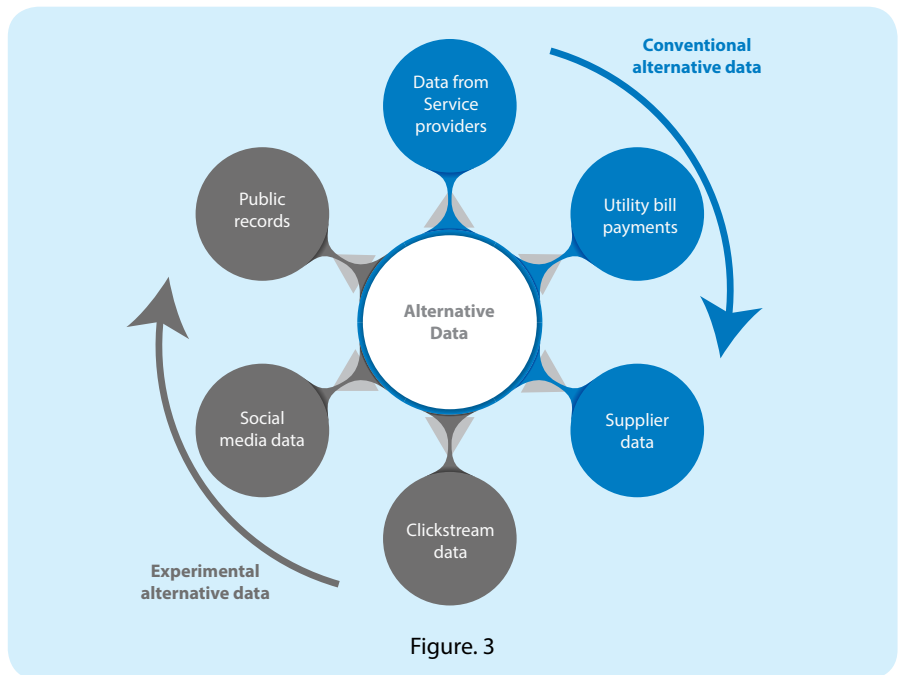 Conventional
alternative data
Data from
Service
providers
Utility bill
payments
Supplier
data
Clickstream
data
Social
media data
Public
records
Alternative
Data
Experimental
alternative data
Figure. 3